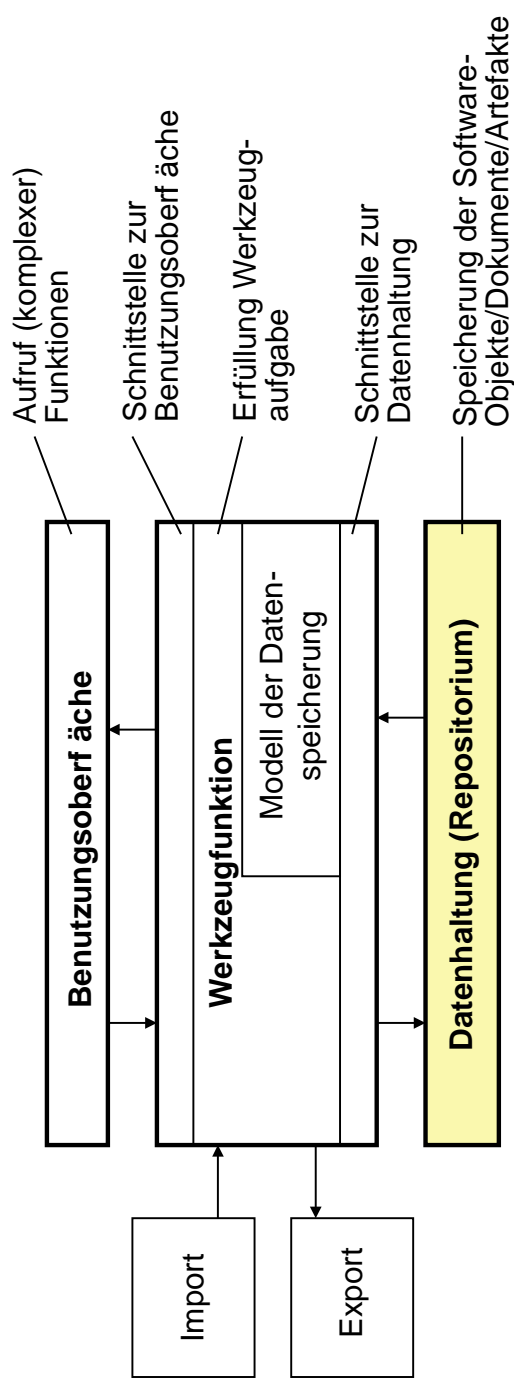 Benutzungsoberf äche
Aufruf (komplexer)
Funktionen
Schnittstelle zur
Benutzungsoberf äche
Import
Werkzeugfunktion
Erfüllung Werkzeug-
aufgabe
Modell der Daten-
speicherung
Export
Schnittstelle zur
Datenhaltung
Datenhaltung (Repositorium)
Speicherung der Software-
Objekte/Dokumente/Artefakte